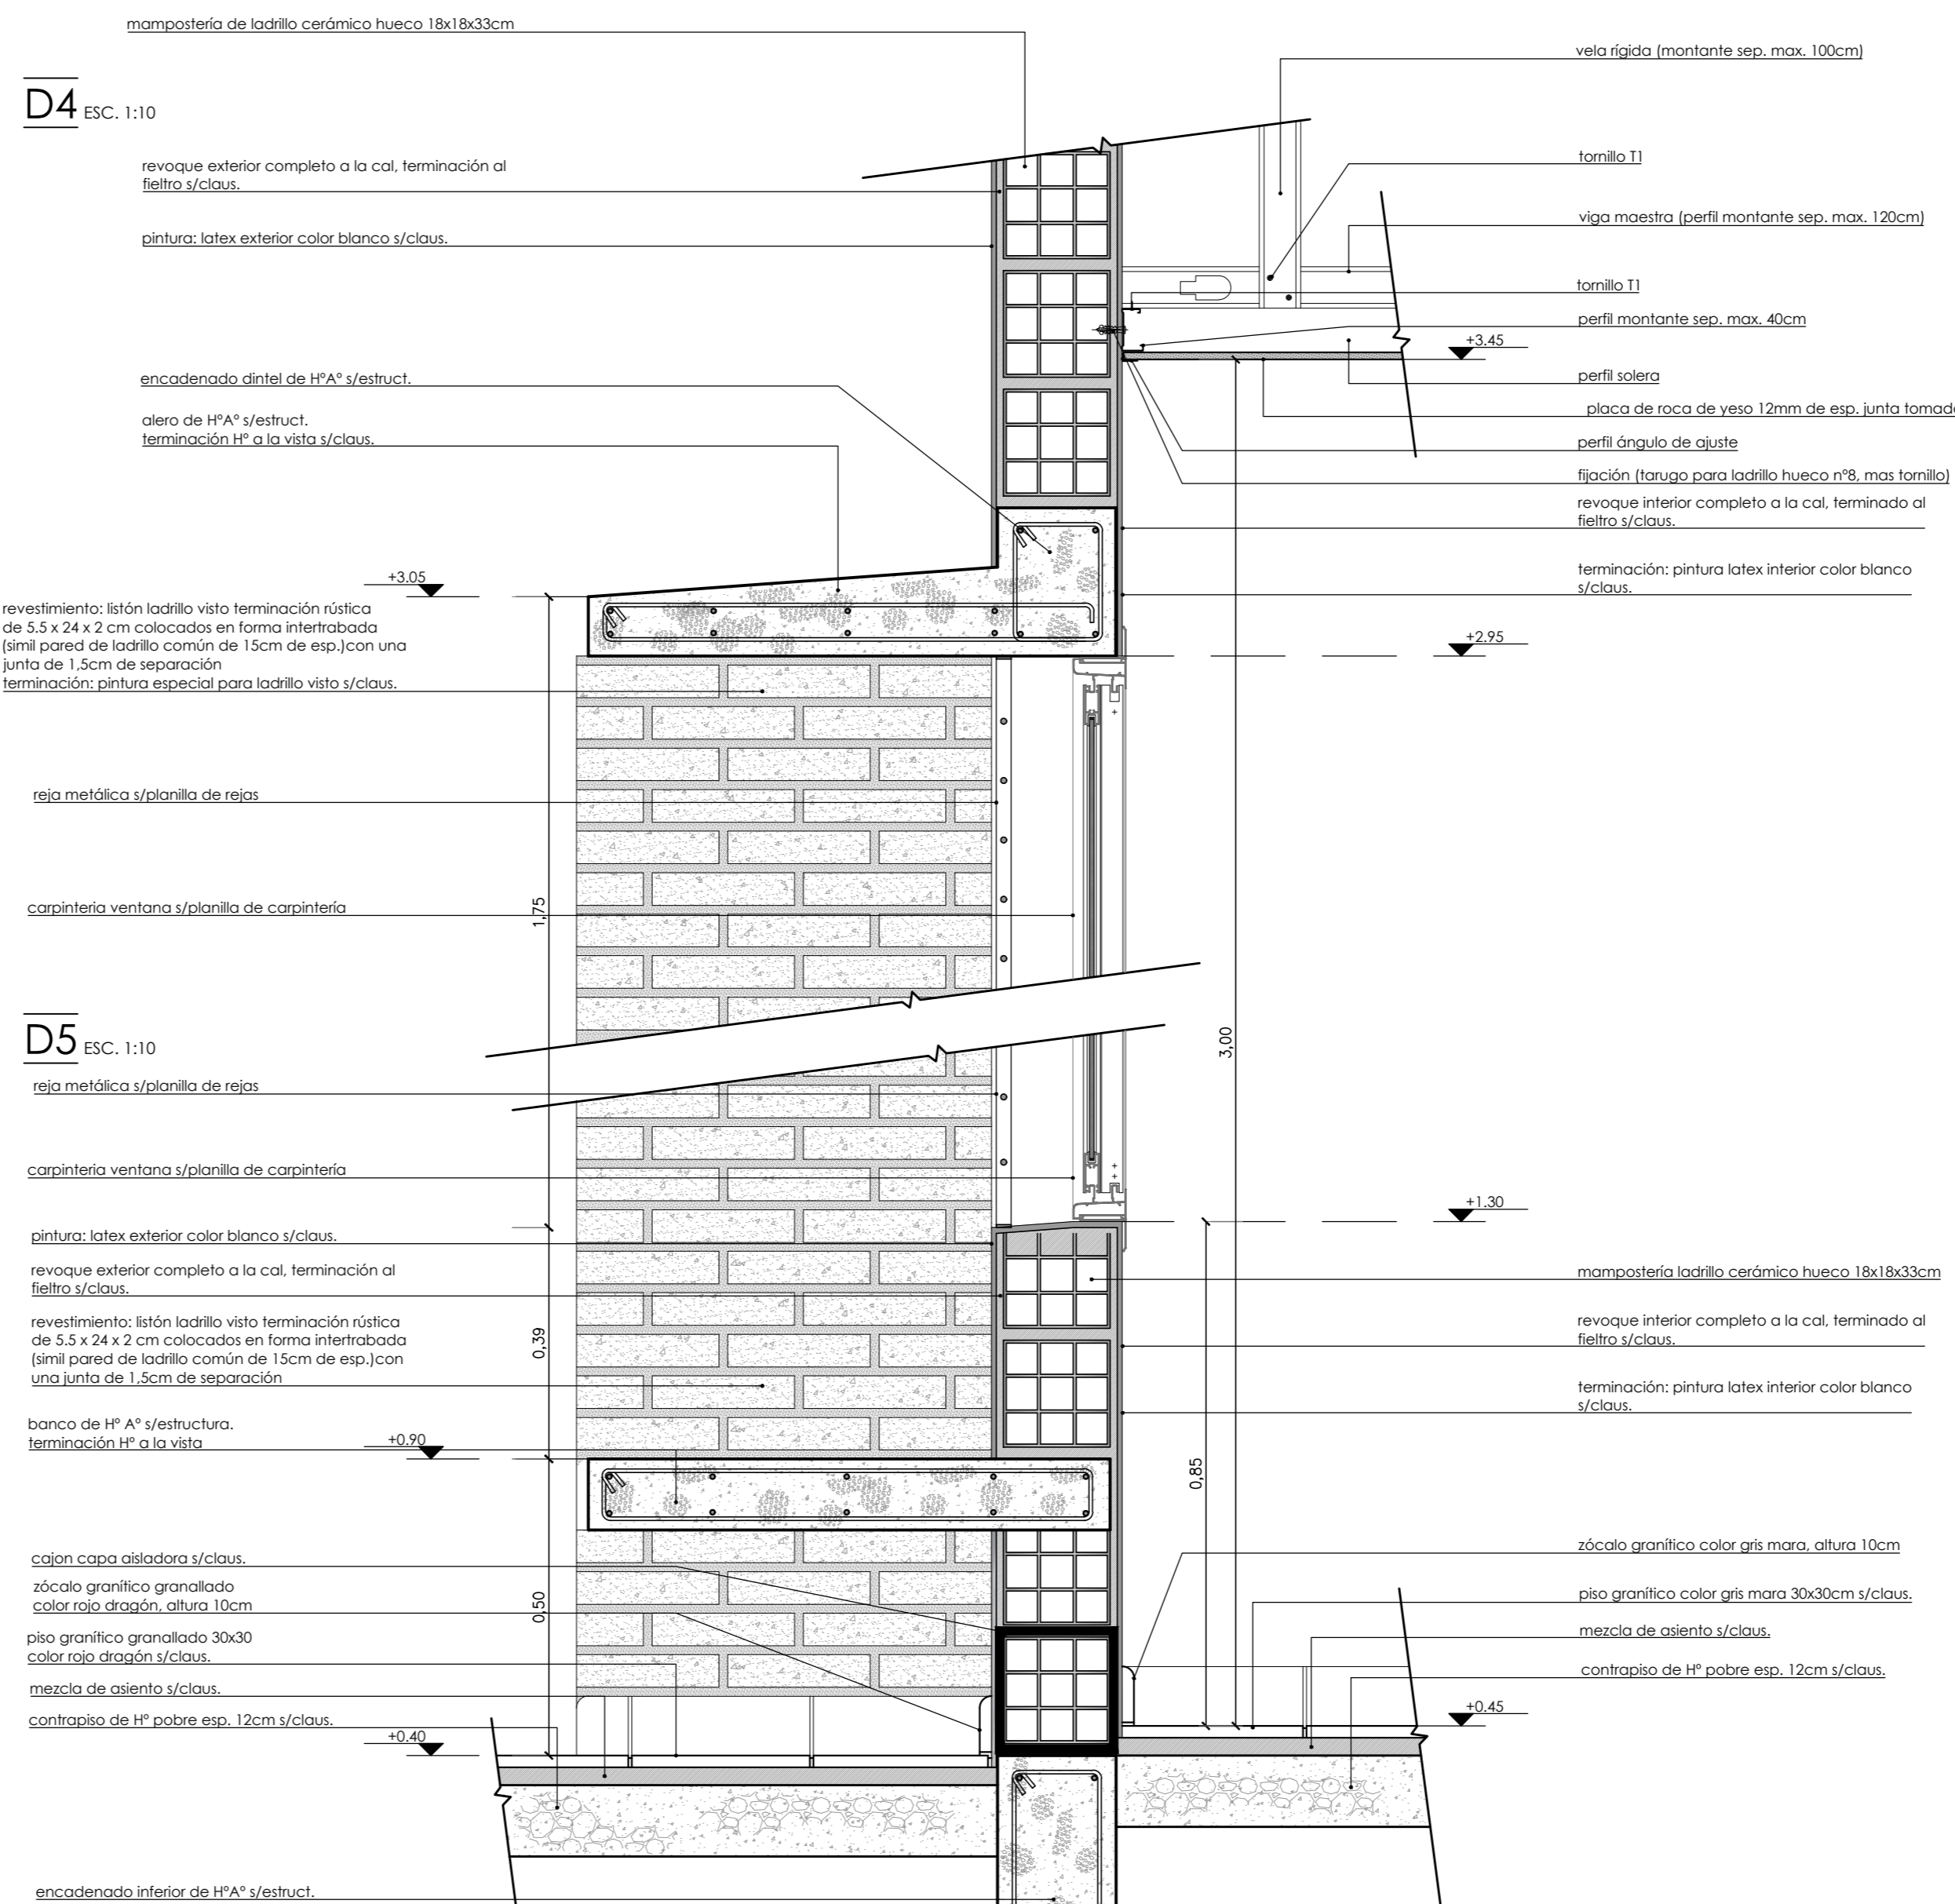 mampostería de ladrillo cerámico hueco 18x18x33cm
D4 ESC. 1:10
revoque exterior completo a la cal, terminación al
fieltro s/claus.
pintura: latex exterior color blanco s/claus.
encadenado dintel de HºAº s/estruct.
alero de HºAº s/estruct.
terminación Hº a la vista s/claus.
+3.05
revestimiento: listón ladrillo visto terminación rústica
de 5.5 x 24 x 2 cm colocados en forma intertrabada
(simil pared de ladrillo común de 15cm de esp.)con una
junta de 1,5cm de separación
terminación: pintura especial para ladrillo visto s/claus.
reja metálica s/planilla de rejas
carpinteria ventana s/planilla de carpintería
1,75
D5 ESC. 1:10
reja metálica s/planilla de rejas
carpinteria ventana s/planilla de carpintería
pintura: latex exterior color blanco s/claus.
revoque exterior completo a la cal, terminación al
fieltro s/claus.
revestimiento: listón ladrillo visto terminación rústica
de 5.5 x 24 x 2 cm colocados en forma intertrabada
(simil pared de ladrillo común de 15cm de esp.)con
una junta de 1,5cm de separación
0,39
banco de Hº Aº s/estructura.
terminación Hº a la vista
+0.90
cajon capa aisladora s/claus.
zócalo granítico granallado
color rojo dragón, altura 10cm
0,50
piso granítico granallado 30x30
color rojo dragón s/claus.
mezcla de asiento s/claus.
contrapiso de Hº pobre esp. 12cm s/claus.
+0.40
encadenado inferior de HºAº s/estruct.
vela rígida (montante sep. max. 100cm)
tornillo T1
viga maestra (perfil montante sep. max. 120cm)
tornillo T1
perfil montante sep. max. 40cm
+3.45
perfil solera
placa de roca de yeso 12mm de esp. junta tomada
perfil ángulo de ajuste
fijación (tarugo para ladrillo hueco nº8, mas tornillo)
revoque interior completo a la cal, terminado al
fieltro s/claus.
terminación: pintura latex interior color blanco
s/claus.
+2.95
3,00
+1.30
mampostería ladrillo cerámico hueco 18x18x33cm
revoque interior completo a la cal, terminado al
fieltro s/claus.
terminación: pintura latex interior color blanco
s/claus.
0,85
zócalo granítico color gris mara, altura 10cm
piso granítico color gris mara 30x30cm s/claus.
mezcla de asiento s/claus.
contrapiso de Hº pobre esp. 12cm s/claus.
+0.45